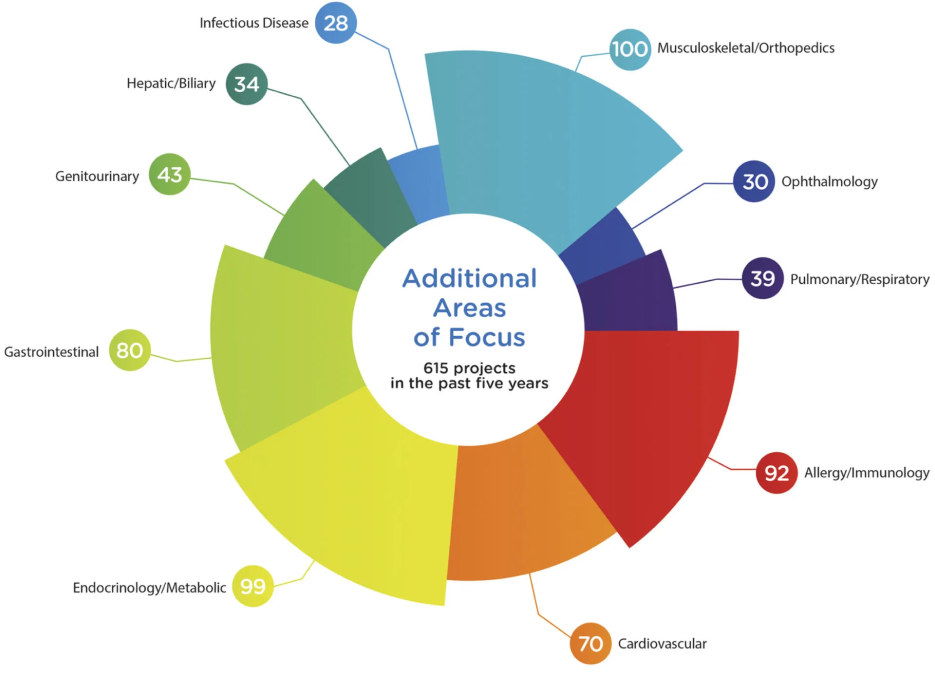 Infectious Disease 28
100 Musculoskeletal/Orthopedics
Hepatic/Biliary 34
Genitourinary 43
30 Ophthalmology
39 Pulmonary/Respiratory
Additional
Areas
of Focus
615 projects
in the past five years
Gastrointestinal 80
92 Allergy/Immunology
Endocrinology/Metabolic 99
70 Cardiovascular